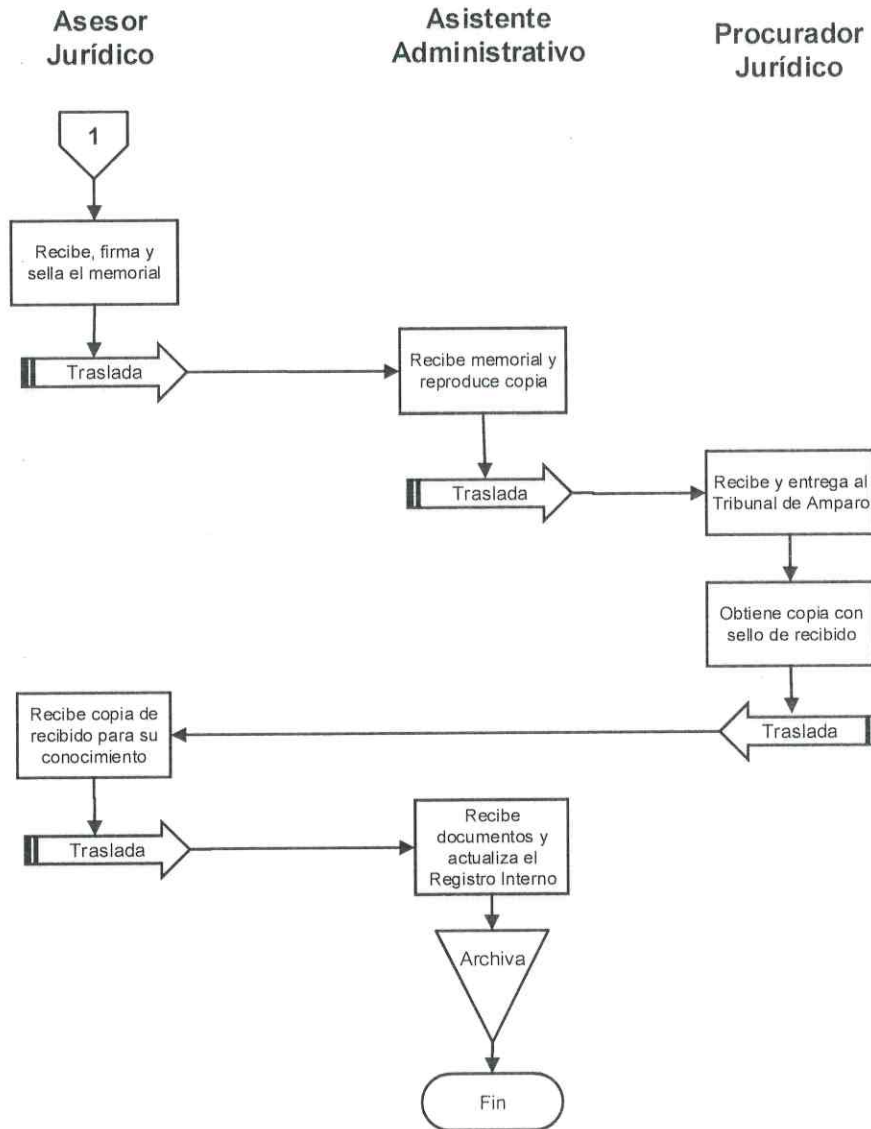 Asesor
Jurídico
Asistente
Administrativo
Procurador
Jurídico
1
Recibe, firma y
sella el memorial
Traslada
Recibe memorial y
reproduce copia
Traslada
Recibe y entrega al
Tribunal de Amparo
Obtiene copia con
sello de recibido
Traslada
Recibe copia de
recibido para su
conocimiento
Traslada
Recibe
documentos y
actualiza el
Registro Interno
Archiva
Fin